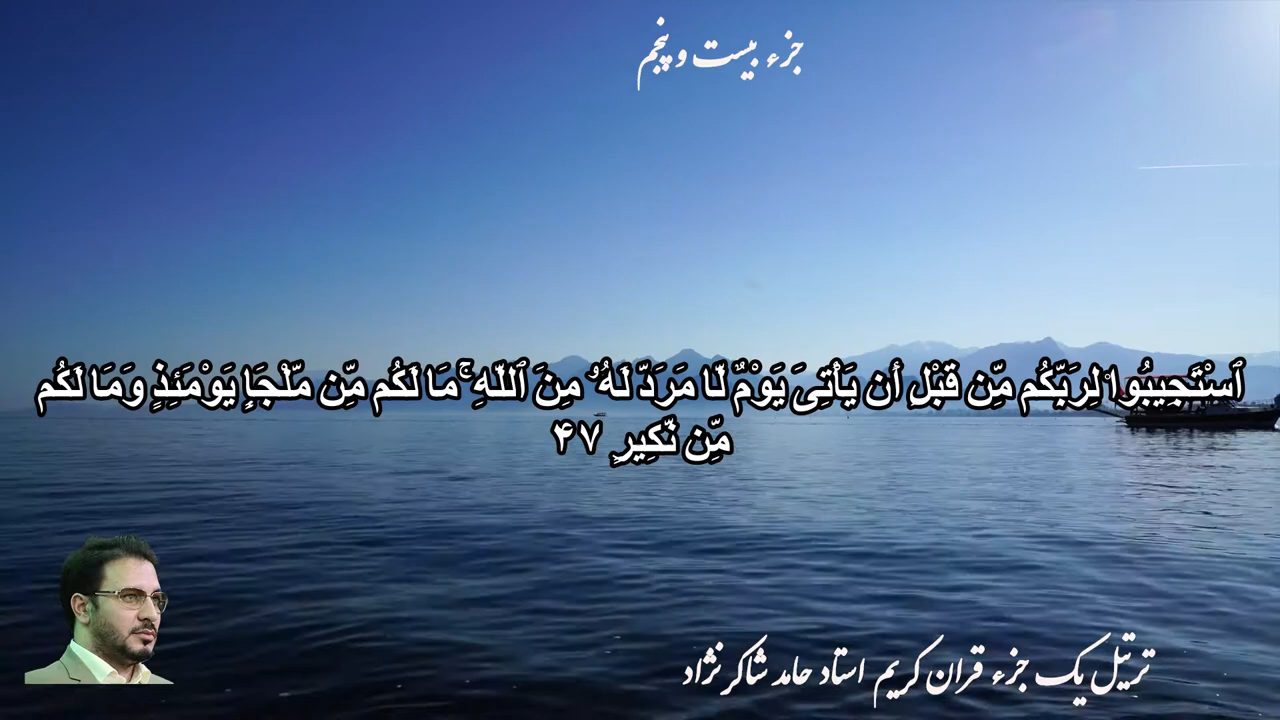 جزء بیست و پنجم
ٱسْتَجِيبُوا۟ لِرَبِّكُم مِّن قَبْلِ أَن يَأْتِىَ يَوْمٌ لَّا مَرَدَّ لَهُۥ مِنَ ٱللَّهِ ۚ مَا لَكُم مِّن مَّلْجَإٍ يَوْمَئِذٍ وَمَا لَكُم
مِّن نَّكِيرٍ ۴۷
ترتیل یک جزء قران کریم استاد حامد شاکرنژاد